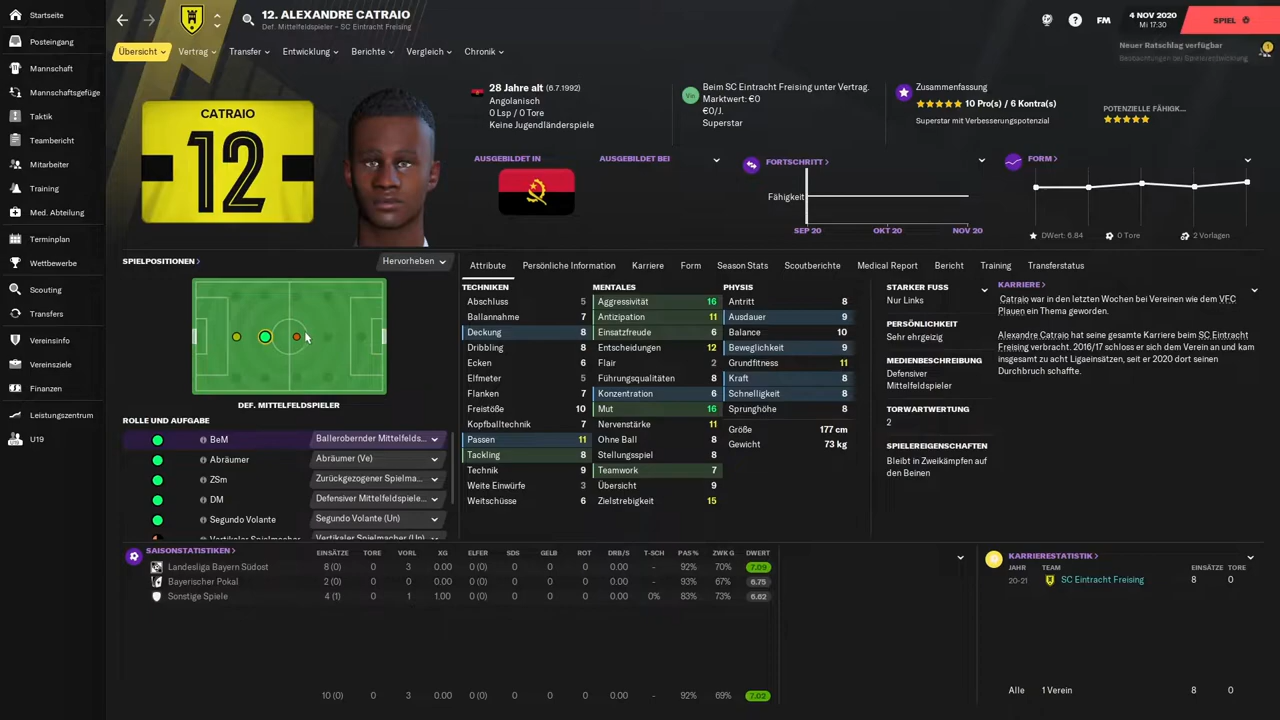 Startseite
Posteingang
Mannschaft
Mannschaftsgefüge
Taktik
Teambericht
Mitarbeiter
Training
Med. Abteilung
Terminplan
Wettbewerbe
Scouting
Transfers
Vereinsinfo
Vereinsziele
Finanzen
Leistungszentrum
U19
12. ALEXANDRE CATRAIO
Def. Mittelfeldspieler – SC Eintracht Freising
FM
4 NOV 2020
Mi 17:30
SPIEL
Neuer Ratschlag verfügbar
Beobachtungen bei Spielerentwicklung
Übersicht
Vertrag
Transfer
Entwicklung
Berichte
Vergleich
Chronik
CATRAIO
12
28 Jahre alt (6.7.1992)
Angolanisch
0 Lsp / 0 Tore
Keine Jugendländerspiele
Vin
Beim SC Eintracht Freising unter Vertrag.
Marktwert: €0
€0/J.
Superstar
Zusammenfassung
10 Pro(s) / 6 Kontra(s)
Superstar mit Verbesserungspotenzial
POTENZIELLE FÄHIGK...
AUSGEBILDET IN
AUSGEBILDET BEI
FORTSCHRITT
Fähigkeit
SEP 20 OKT 20 NOV 20
FORM
DWert: 6.84 0 Tore 2 Vorlagen
SPIELPOSITIONEN
Hervorheben
DEF. MITTELFELDSPIELER
ROLLE UND AUFGABE
BeM Ballerobernder Mittelfelds...
Abräumer Abräumer (Ve)
ZSm Zurückgezogener Spielma...
DM Defensiver Mittelfeldspiele...
Segundo Volante Segundo Volante (Un)
Vertikaler Spielmacher Vertikaler Spielmacher (Un)
Attribute Persönliche Information Karriere Form Season Stats Scoutberichte Medical Report Bericht Training Transferstatus
TECHNIKEN
Abschluss 5
Ballannahme 7
Deckung 8
Dribbling 8
Ecken 6
Elfmeter 5
Flanken 7
Freistöße 10
Kopfballtechnik 7
Passen 11
Tackling 8
Technik 9
Weite Einwürfe 3
Weitschüsse 6
MENTALES
Aggressivität 16
Antizipation 11
Einsatzfreude 6
Entscheidungen 12
Flair 2
Führungsqualitäten 8
Konzentration 6
Mut 16
Nervenstärke 11
Ohne Ball 8
Stellungsspiel 8
Teamwork 7
Übersicht 9
Zielstrebigkeit 15
PHYSIS
Antritt 8
Ausdauer 9
Balance 10
Beweglichkeit 9
Grundfitness 11
Kraft 8
Schnelligkeit 8
Sprunghöhe 8
Größe 177 cm
Gewicht 73 kg
STARKER FUSS
Nur Links
PERSÖNLICHKEIT
Sehr ehrgeizig
MEDIENBESCHREIBUNG
Defensiver
Mittelfeldspieler
TORWARTWERTUNG
2
SPIELEREIGENSCHAFTEN
Bleibt in Zweikämpfen auf
den Beinen
KARRIERE
Catraio war in den letzten Wochen bei Vereinen wie dem VFC
Plauen ein Thema geworden.
Alexandre Catraio hat seine gesamte Karriere beim SC Eintracht
Freising verbracht. 2016/17 schloss er sich dem Verein an und kam
insgesamt zu acht Ligaeinsätzen, seit er 2020 dort seinen
Durchbruch schaffte.
SAISONSTATISTIKEN EINSÄTZE TORE VORL XG ELFER SDS GELB ROT DRB/S T-SCH PAS% ZWK G DWERT
Landesliga Bayern Südost 8 (0) 0 3 0.00 0 (0) 0 0 0 0.00 - 92% 70% 7.09
Bayerischer Pokal 2 (0) 0 0 0.00 0 (0) 0 0 0 0.00 - 93% 67% 6.75
Sonstige Spiele 4 (1) 0 1 1.00 0 (0) 0 0 0 0.00 0% 83% 73% 6.62
10 (0) 0 3 0.00 0 (0) 0 0 0 0.00 - 92% 69% 7.02
KARRIERESTATISTIK
JAHR TEAM EINSÄTZE TORE
20-21 SC Eintracht Freising 8 0
Alle 1 Verein 8 0